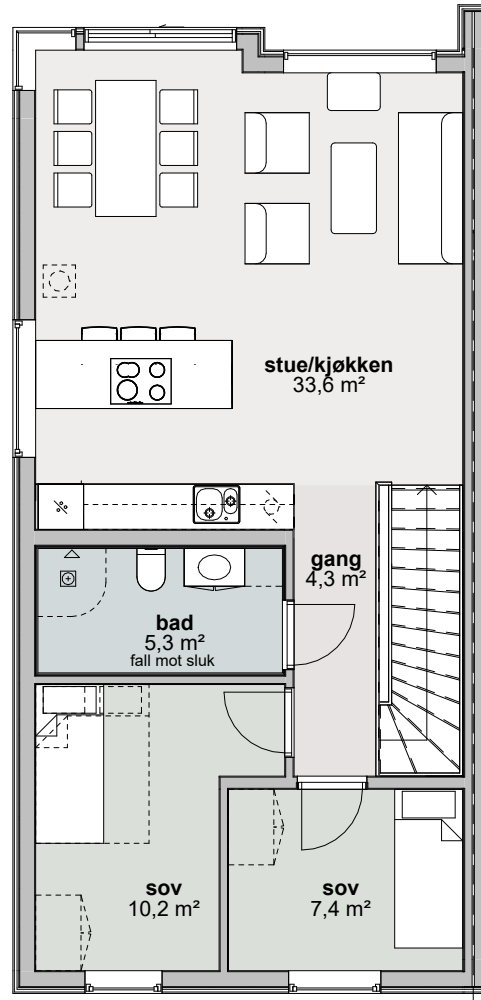 stue/kjøkken
33,6 m²
gang
4,3 m²
bad
5,3 m²
fall mot sluk
sov
10,2 m²
sov
7,4 m²